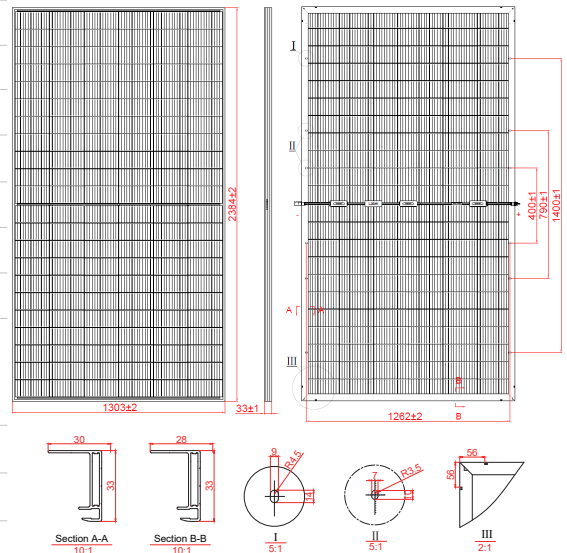 I
II
2384±2
400±1
790±1
1400±1
-
+
A
A
III
B
B
1303±2
33±1
1262±2
30
33
Section A-A
10:1
28
33
Section B-B
10:1
9
R4.5
14
I
5:1
7
R3.5
10
II
5:1
56
56
III
2:1